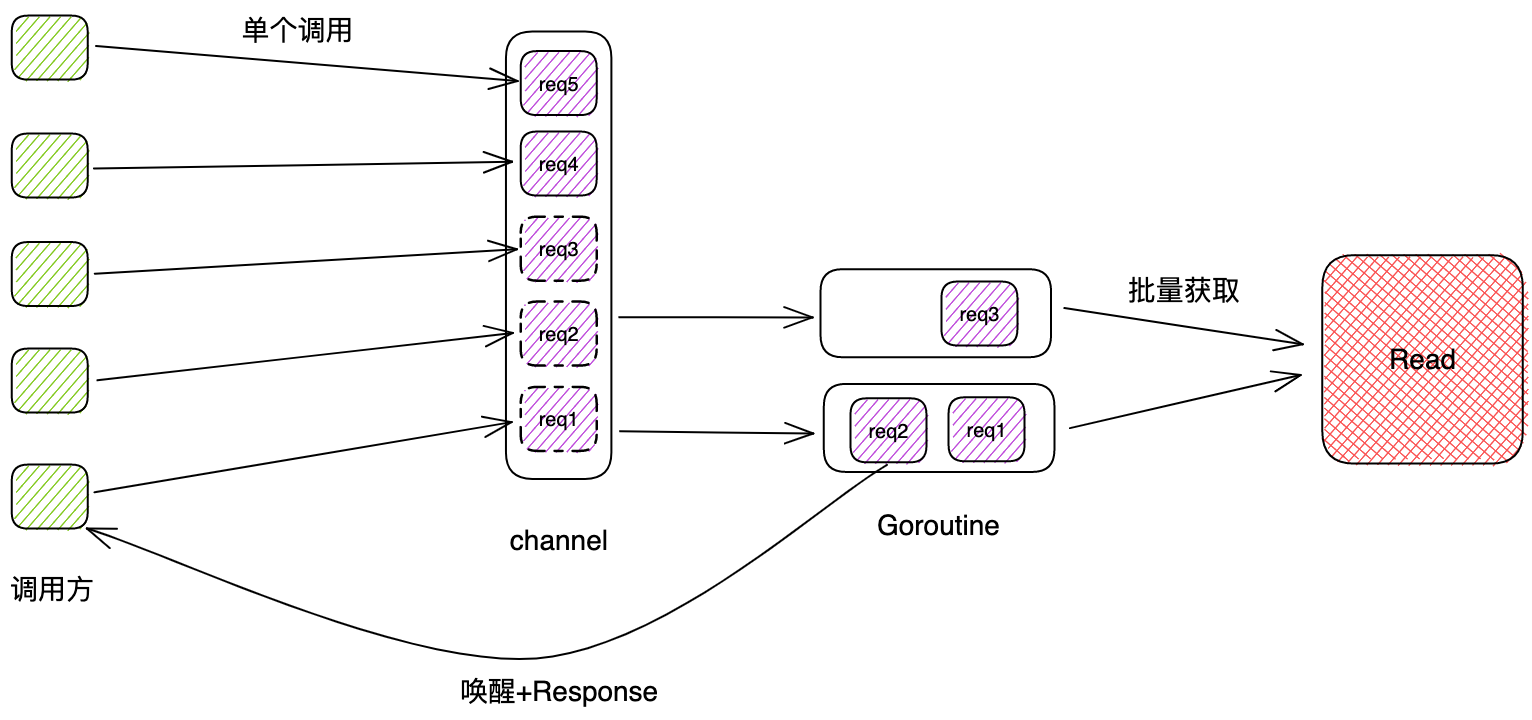 单个调用
req5
req4
req3
req2
req1
channel
调用方
req3
req2
req1
Goroutine
批量获取
Read
唤醒+Response